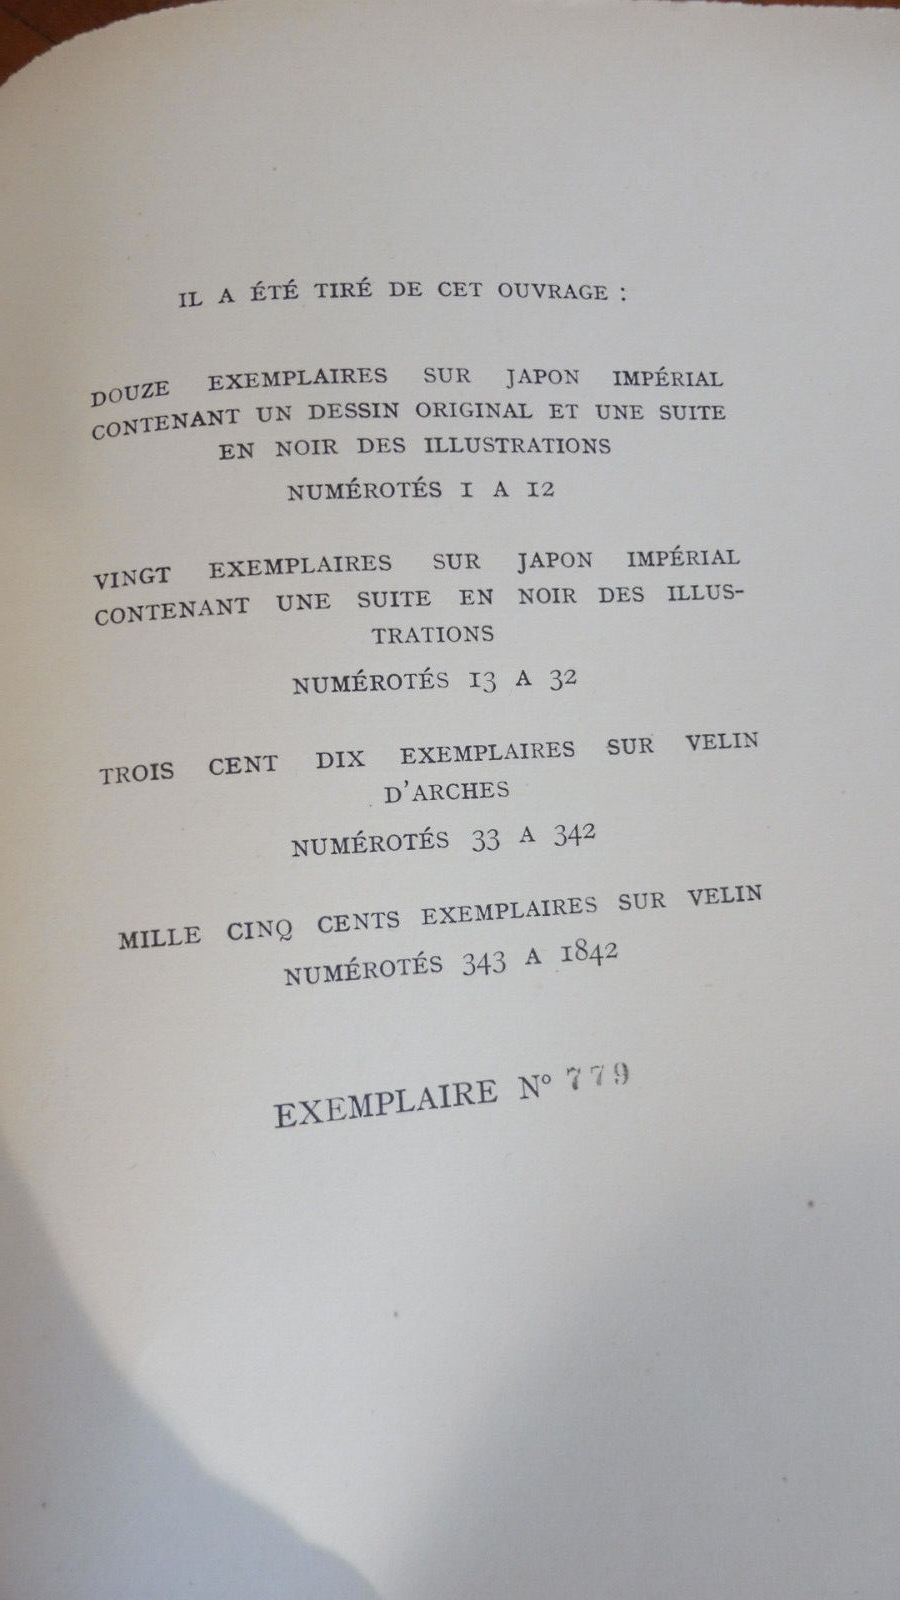 IL A ÉTÉ TIRÉ DE CET OUVRAGE :
DOUZE EXEMPLAIRES SUR JAPON IMPÉRIAL
CONTENANT UN DESSIN ORIGINAL ET UNE SUITE
EN NOIR DES ILLUSTRATIONS
NUMÉROTÉS 1 A 12
VINGT EXEMPLAIRES SUR JAPON IMPÉRIAL
CONTENANT UNE SUITE EN NOIR DES ILLUS-
TRATIONS
NUMÉROTÉS 13 A 32
TROIS CENT DIX EXEMPLAIRES SUR VELIN
D'ARCHES
NUMÉROTÉS 33 A 342
MILLE CINQ CENTS EXEMPLAIRES SUR VELIN
NUMÉROTÉS 343 A 1842
EXEMPLAIRE N° 779